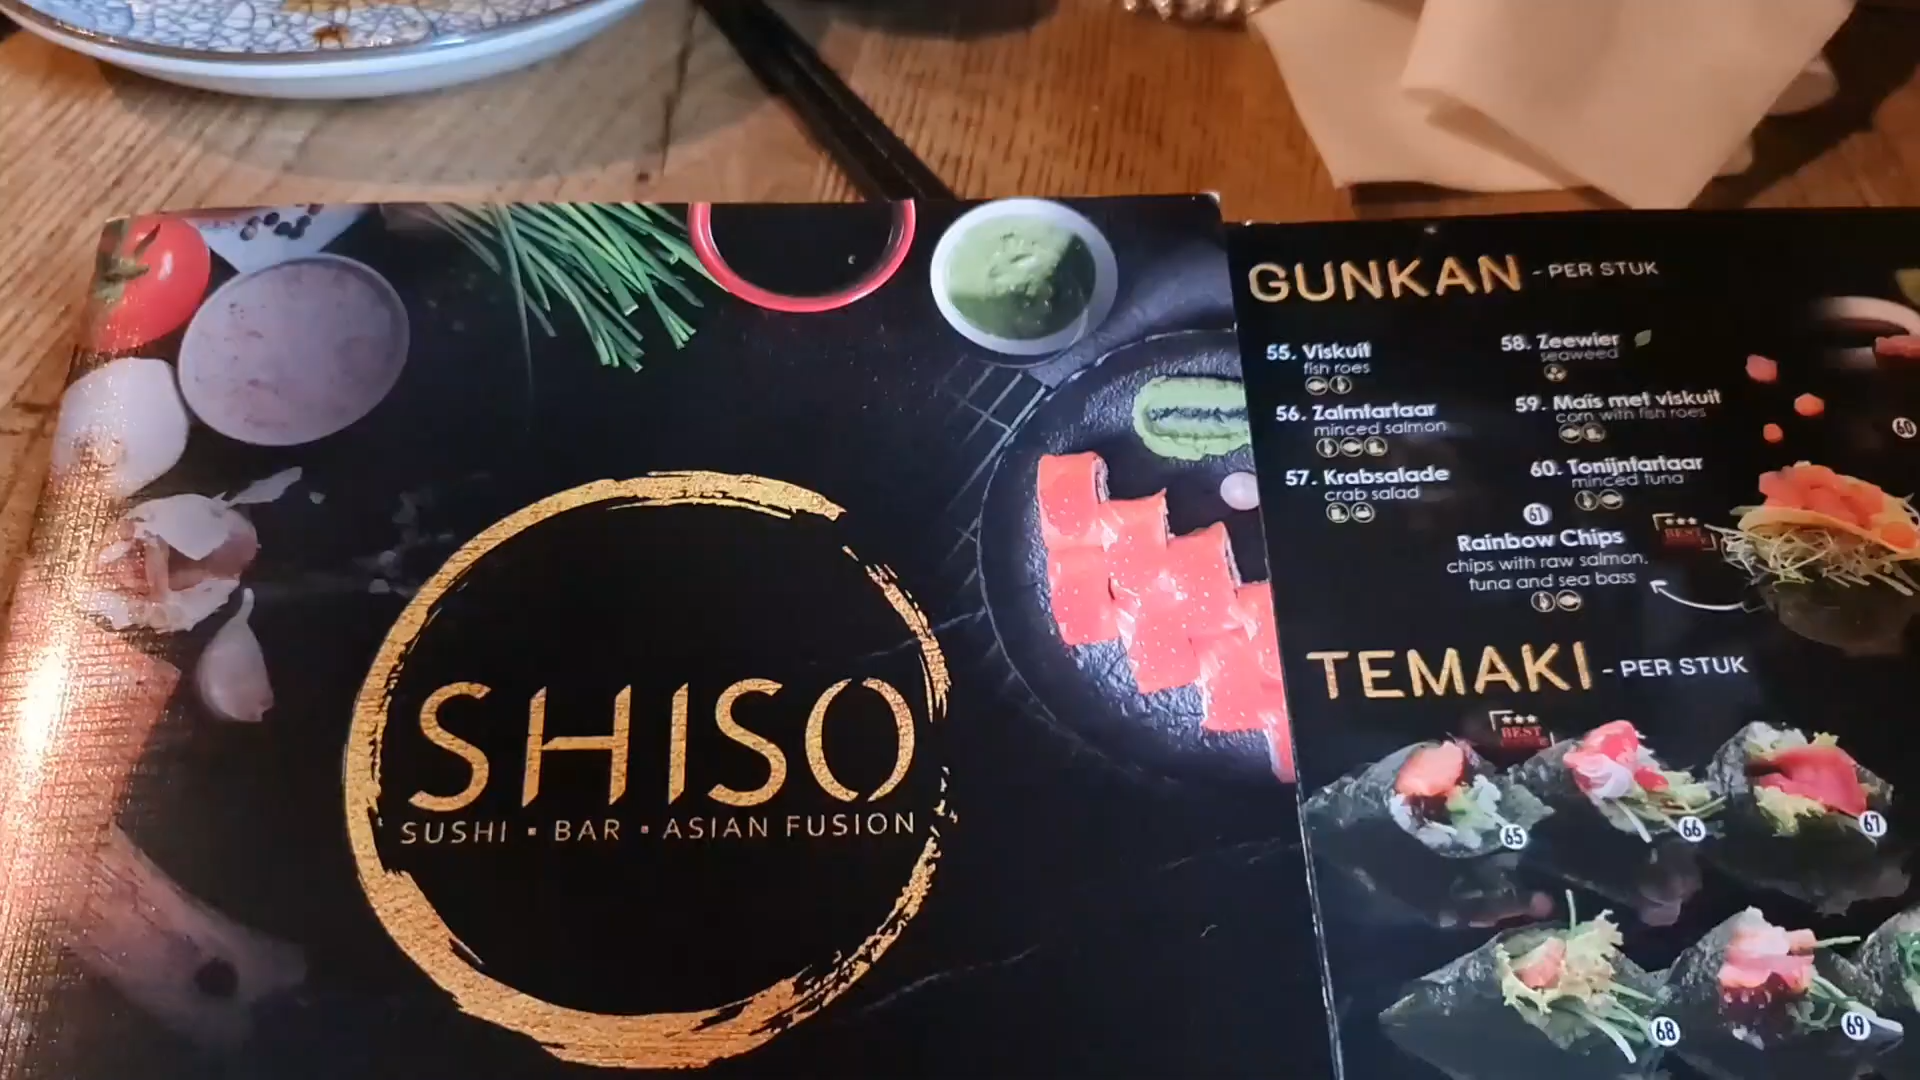 SHISO
SUSHI ▪ BAR ▪ ASIAN FUSION
GUNKAN - PER STUK
55. Viskuit
fish roes
56. Zalmtartaar
minced salmon
57. Krabsalade
crab salad
58. Zeewier
seaweed
59. Maïs met viskuit
corn with fish roes
60. Tonijntartaar
minced tuna
61
Rainbow Chips
chips with raw salmon,
tuna and sea bass
BEST
60
TEMAKI - PER STUK
BEST
65
66
67
68
69